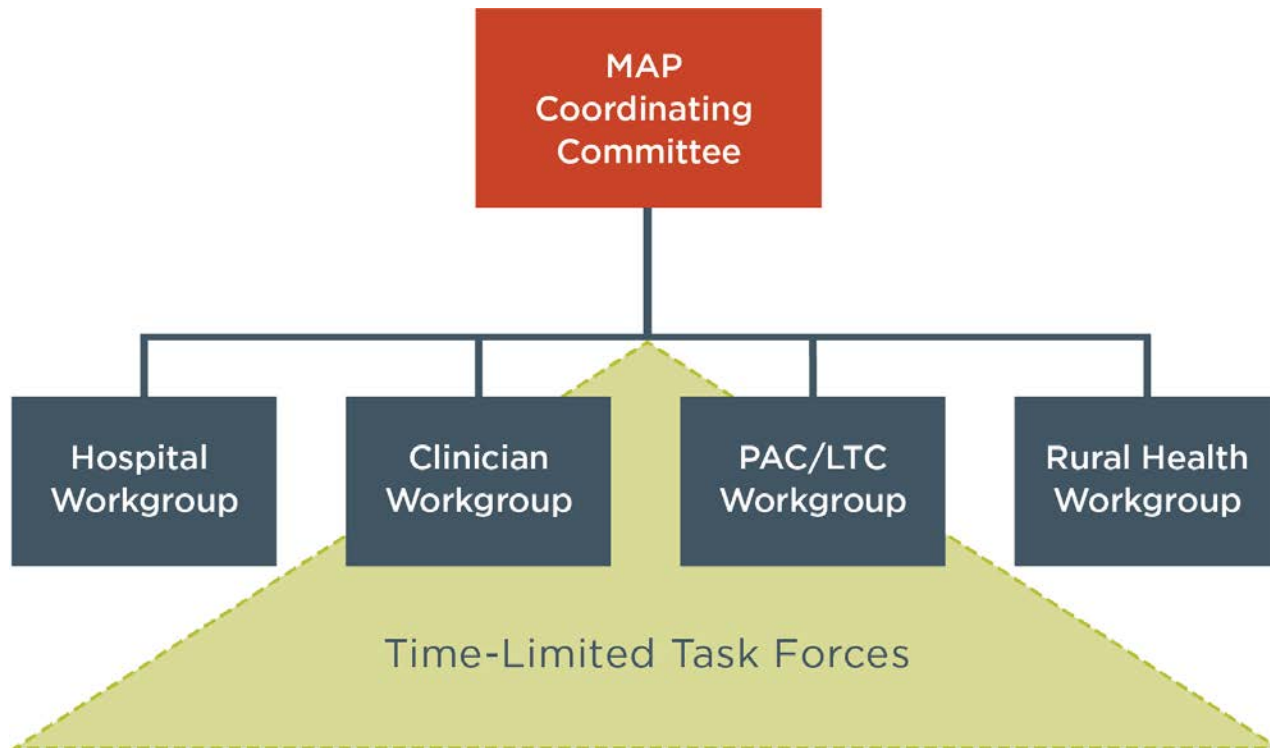 MAP
Coordinating
Committee
Hospital
Workgroup
Clinician
Workgroup
PAC/LTC
Workgroup
Rural Health
Workgroup
Time-Limited Task Forces